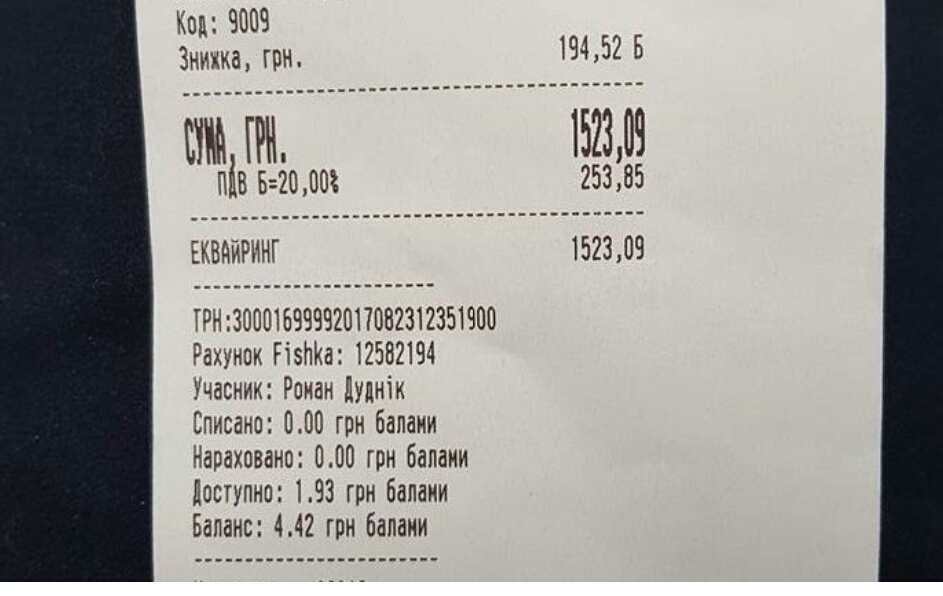 Код: 9009
Знижка, грн. 194,52 Б
СУМА, ГРН. 1523,09
ПДВ Б=20,00% 253,85
ЕКВАЙРИНГ 1523,09
ТРН:30001699992017082312351900
Рахунок Fishka: 12582194
Учасник: Роман Дуднік
Списано: 0.00 грн балами
Нараховано: 0.00 грн балами
Доступно: 1.93 грн балами
Баланс: 4.42 грн балами